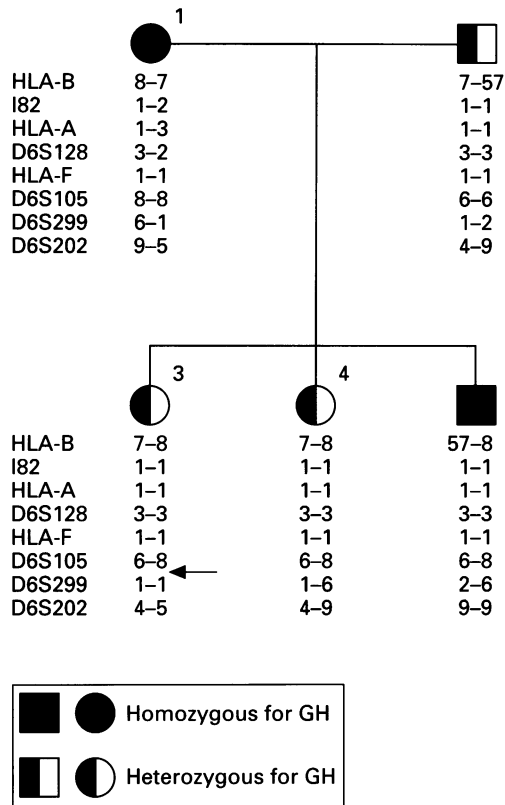 1
HLA-B 8–7 7–57
I82 1–2 1–1
HLA-A 1–3 1–1
D6S128 3–2 3–3
HLA-F 1–1 1–1
D6S105 8–8 6–6
D6S299 6–1 1–2
D6S202 9–5 4–9
3 4
HLA-B 7–8 7–8 57–8
I82 1–1 1–1 1–1
HLA-A 1–1 1–1 1–1
D6S128 3–3 3–3 3–3
HLA-F 1–1 1–1 1–1
D6S105 6–8 6–8 6–8
D6S299 1–1 1–6 2–6
D6S202 4–5 4–9 9–9
Homozygous for GH
Heterozygous for GH